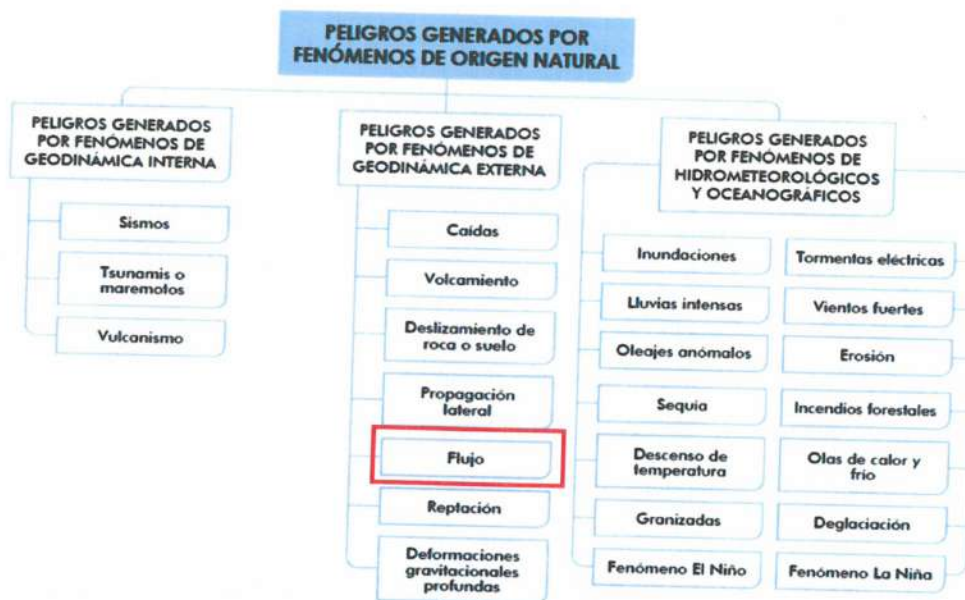 PELIGROS GENERADOS POR
FENÓMENOS DE ORIGEN NATURAL
PELIGROS GENERADOS
POR FENÓMENOS DE
GEODINÁMICA INTERNA
Sismos
Tsunamis o
maremotos
Vulcanismo
PELIGROS GENERADOS
POR FENÓMENOS DE
GEODINÁMICA EXTERNA
Caídas
Volcamiento
Deslizamiento de
roca o suelo
Propagación
lateral
Flujo
Reptación
Deformaciones
gravitacionales
profundas
PELIGROS GENERADOS
POR FENÓMENOS DE
HIDROMETEOROLÓGICOS
Y OCEANOGRÁFICOS
Inundaciones
Lluvias intensas
Oleajes anómalos
Sequia
Descenso de
temperatura
Granizadas
Fenómeno El Niño
Tormentas eléctricas
Vientos fuertes
Erosión
Incendios forestales
Olas de calor y
frío
Deglaciación
Fenómeno La Niña